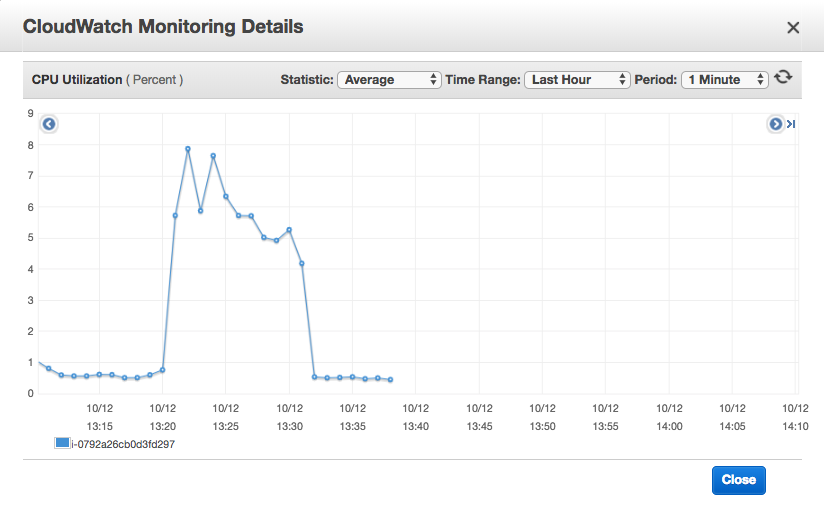 CloudWatch Monitoring Details
CPU Utilization ( Percent ) Statistic: Average Time Range: Last Hour Period: 1 Minute
9
8
7
6
5
4
3
2
1
0
10/12 10/12 10/12 10/12 10/12 10/12 10/12 10/12 10/12 10/12 10/12 10/12
13:15 13:20 13:25 13:30 13:35 13:40 13:45 13:50 13:55 14:00 14:05 14:10
i-0792a26cb0d3fd297
Close